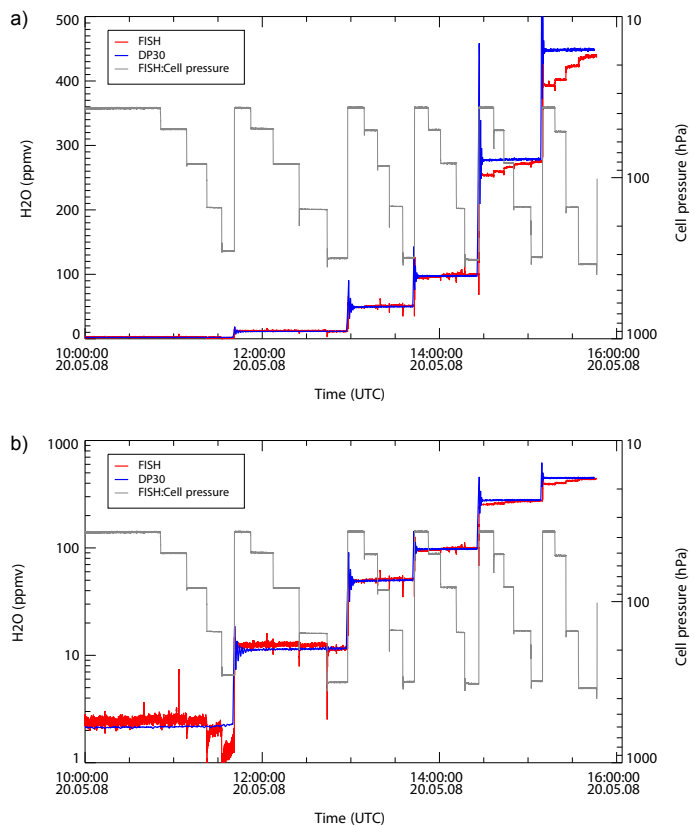 a)
500
400
300
200
100
0
H2O (ppmv)
FISH
DP30
FISH:Cell pressure
10
100
1000
Cell pressure (hPa)
10:00:00 12:00:00 14:00:00 16:00:00
20.05.08 20.05.08 20.05.08 20.05.08
Time (UTC)
b)
1000
100
10
1
H2O (ppmv)
FISH
DP30
FISH:Cell pressure
10
100
1000
Cell pressure (hPa)
10:00:00 12:00:00 14:00:00 16:00:00
20.05.08 20.05.08 20.05.08 20.05.08
Time (UTC)